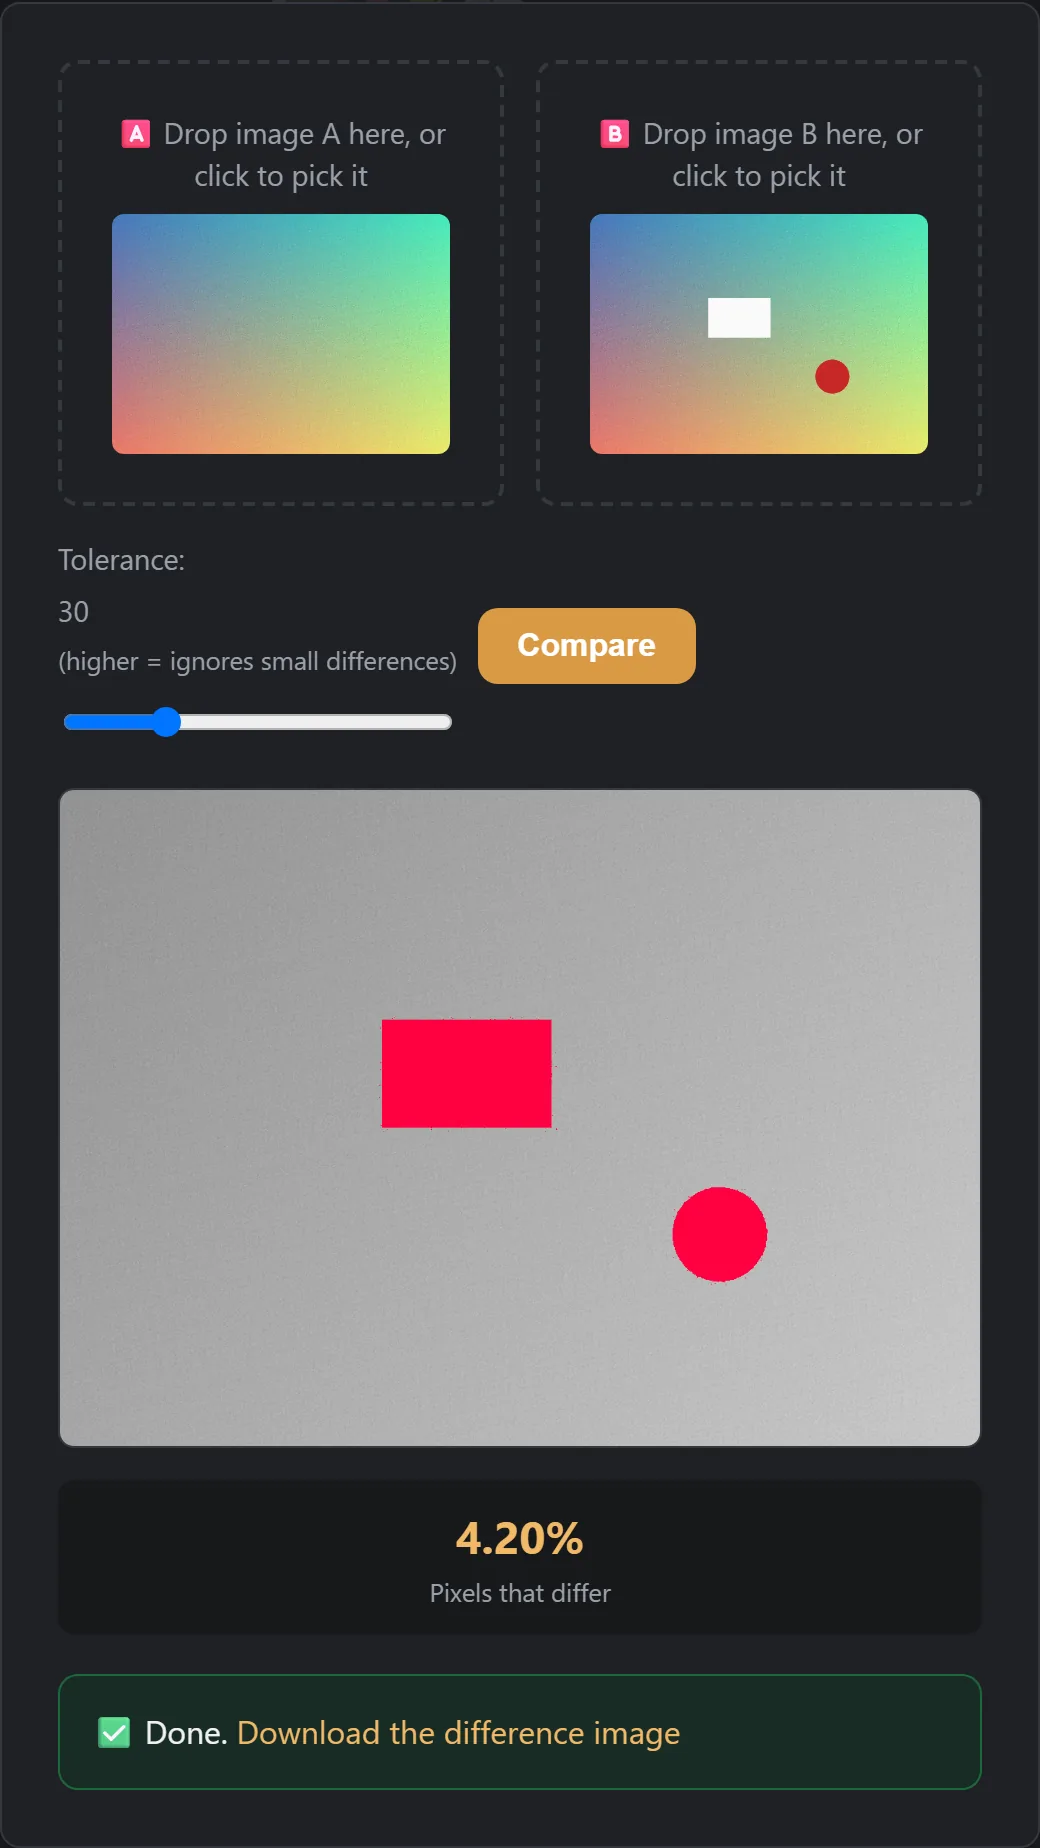 🅰 Drop image A here, or
click to pick it
🅱 Drop image B here, or
click to pick it
Tolerance:
30
(higher = ignores small differences)
Compare
4.20%
Pixels that differ
✅ Done. Download the difference image